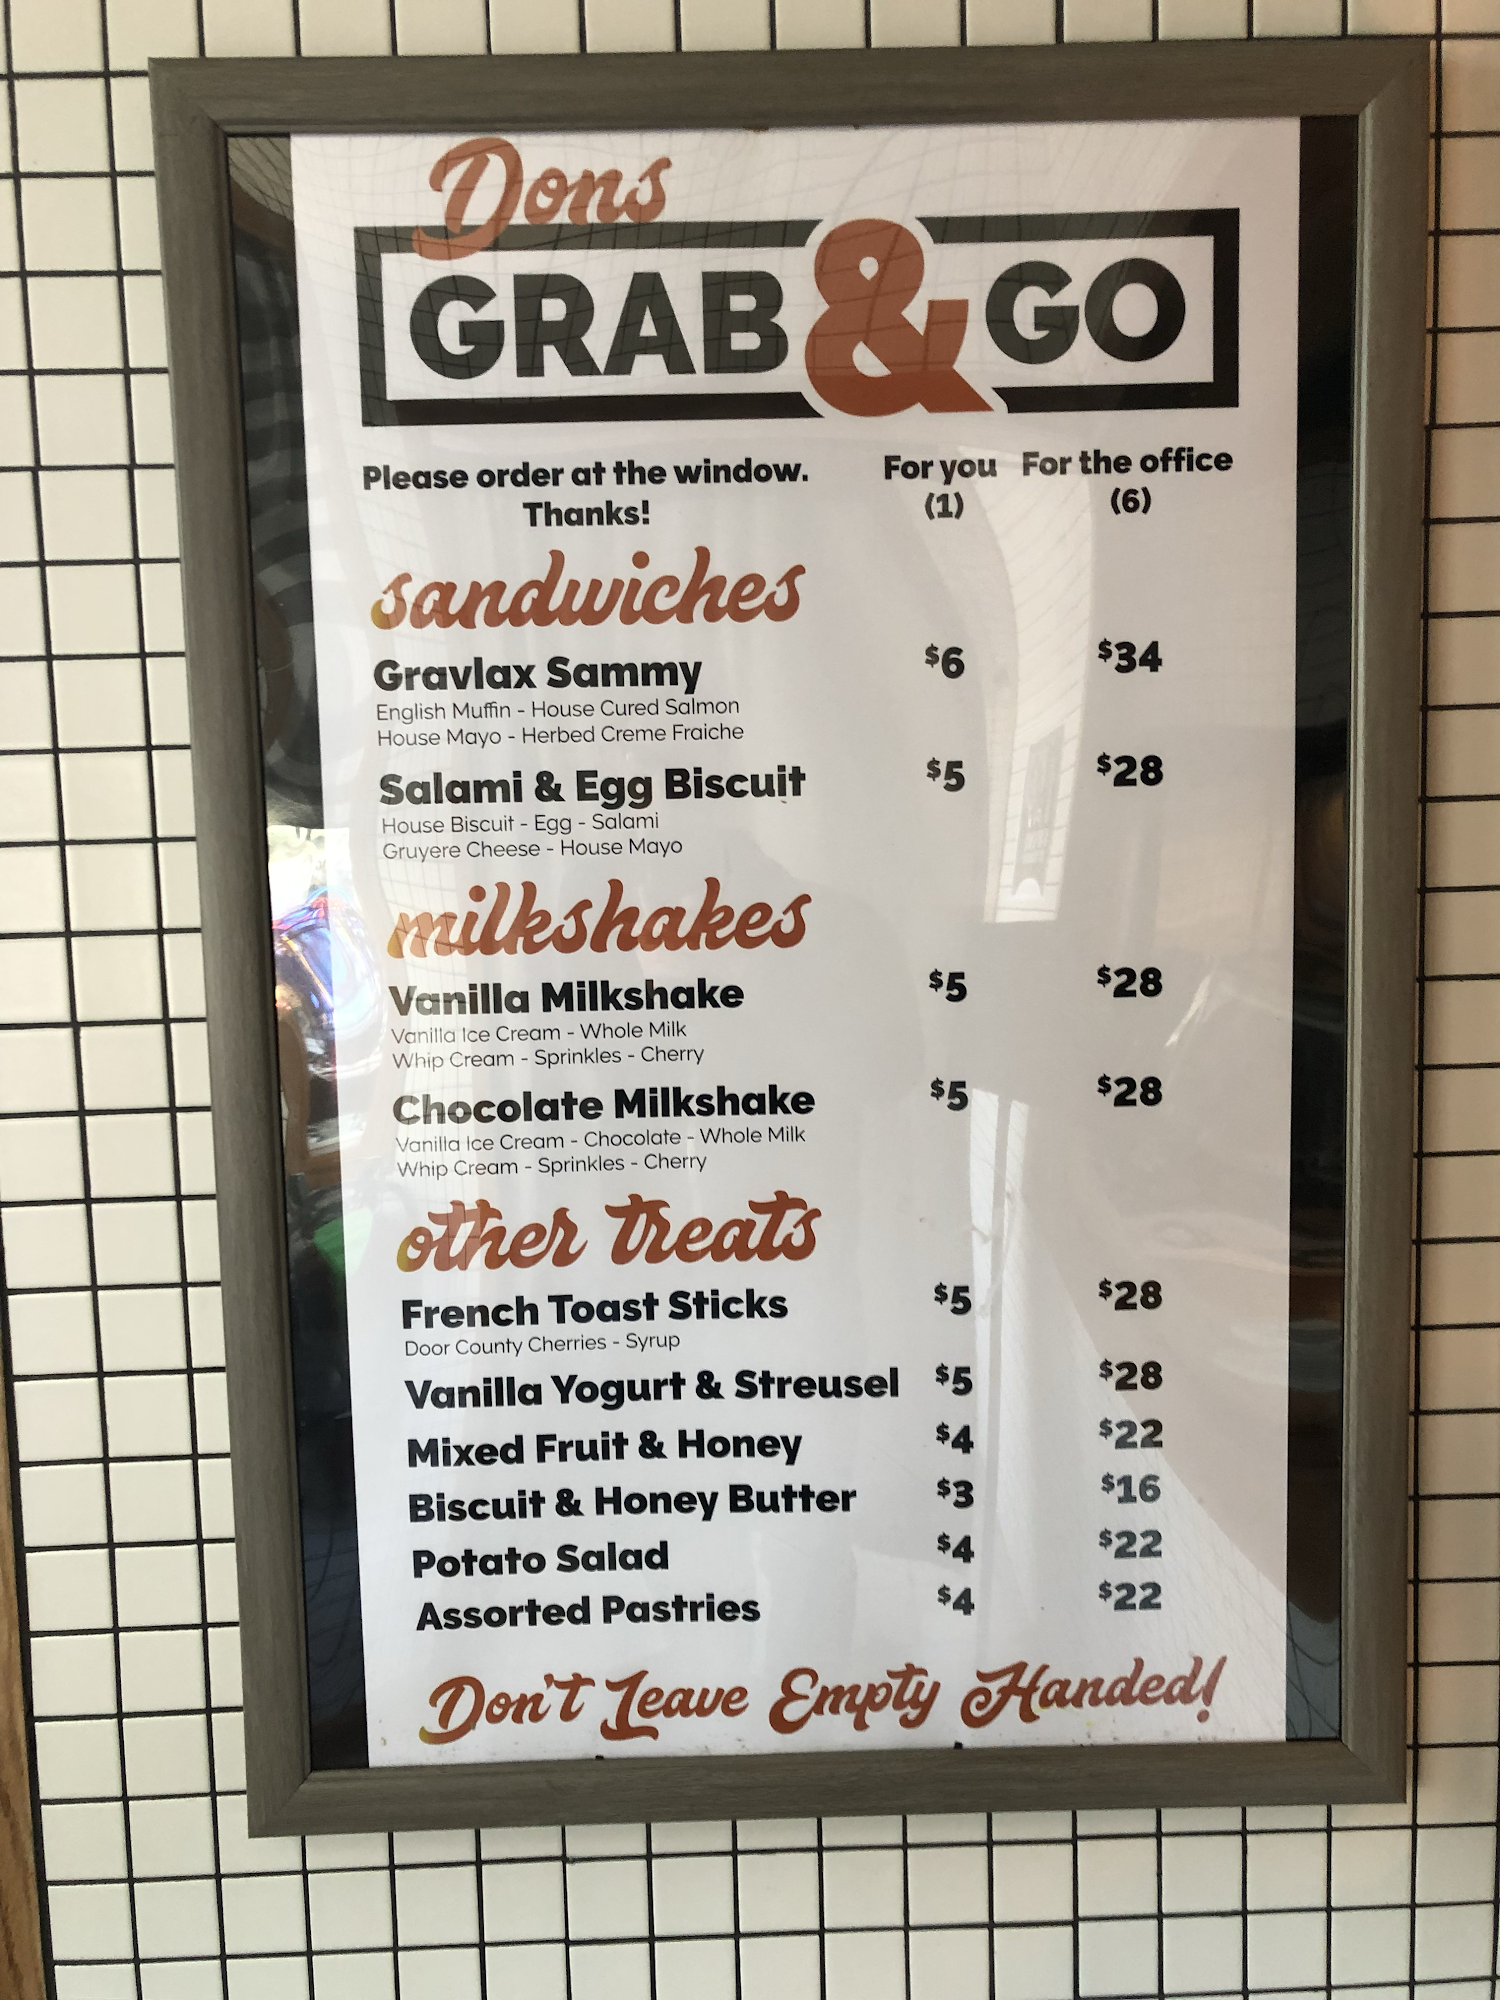 Dons
GRAB & GO
Please order at the window. For you For the office
Thanks! (1) (6)
sandwiches
Gravlax Sammy $6 $34
English Muffin - House Cured Salmon
House Mayo - Herbed Creme Fraiche
Salami & Egg Biscuit $5 $28
House Biscuit - Egg - Salami
Gruyere Cheese - House Mayo
milkshakes
Vanilla Milkshake $5 $28
Vanilla Ice Cream - Whole Milk
Whip Cream - Sprinkles - Cherry
Chocolate Milkshake $5 $28
Vanilla Ice Cream - Chocolate - Whole Milk
Whip Cream - Sprinkles - Cherry
other treats
French Toast Sticks $5 $28
Door County Cherries - Syrup
Vanilla Yogurt & Streusel $5 $28
Mixed Fruit & Honey $4 $22
Biscuit & Honey Butter $3 $16
Potato Salad $4 $22
Assorted Pastries $4 $22
Don't Leave Empty Handed!